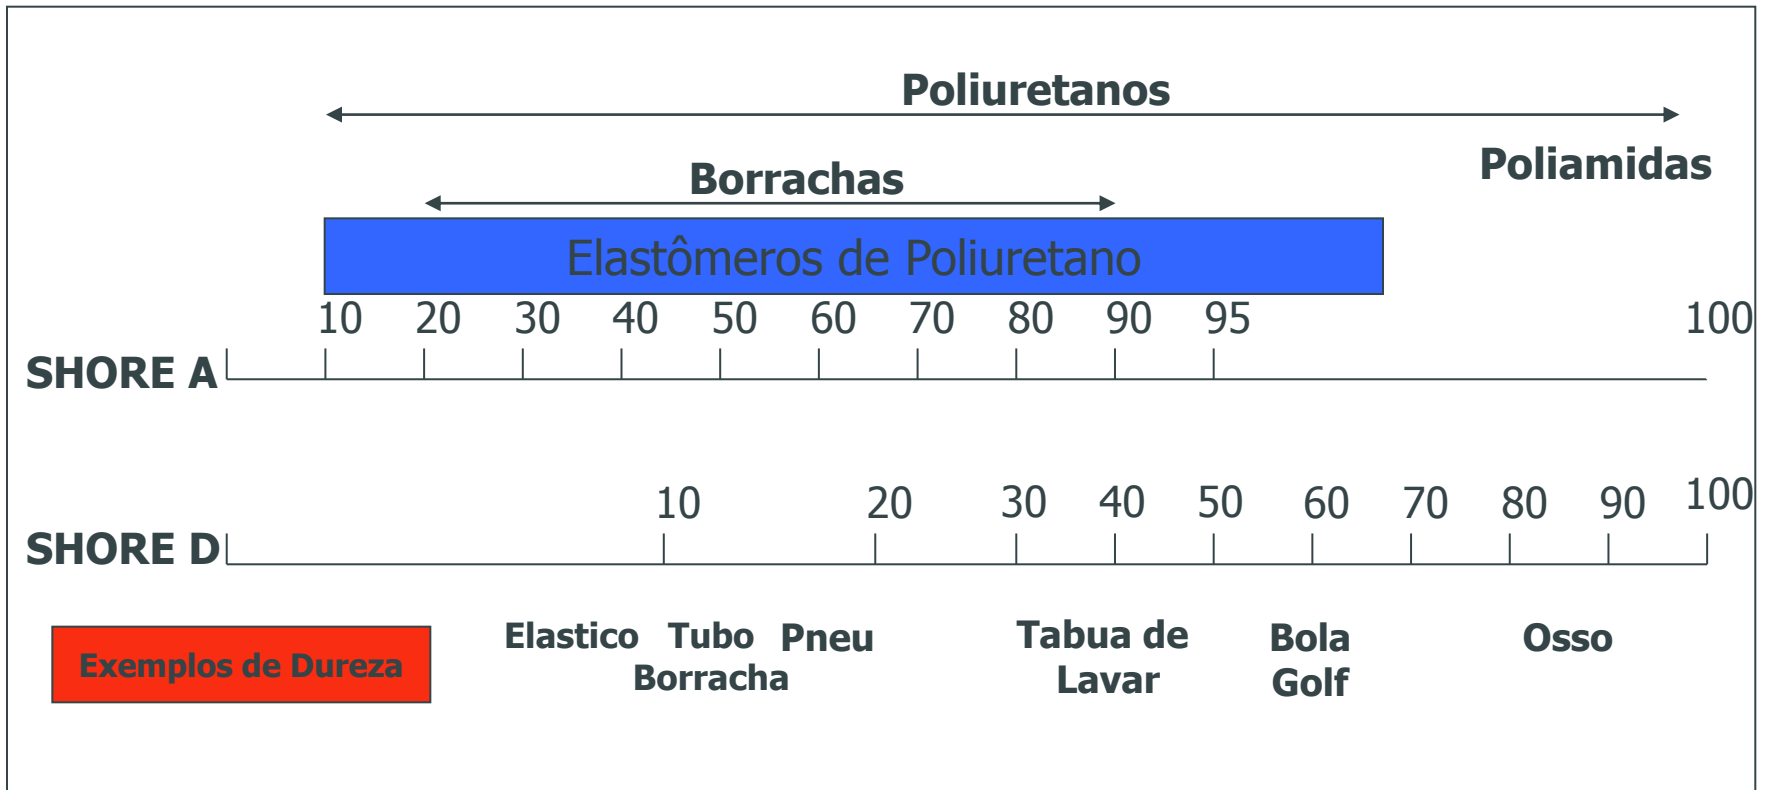 Poliuretanos
Poliamidas
Borrachas
Elastômeros de Poliuretano
10 20 30 40 50 60 70 80 90 95 100
SHORE A
10 20 30 40 50 60 70 80 90 100
SHORE D
Exemplos de Dureza
Elastico
Tubo
Borracha
Pneu
Tabua de
Lavar
Bola
Golf
Osso